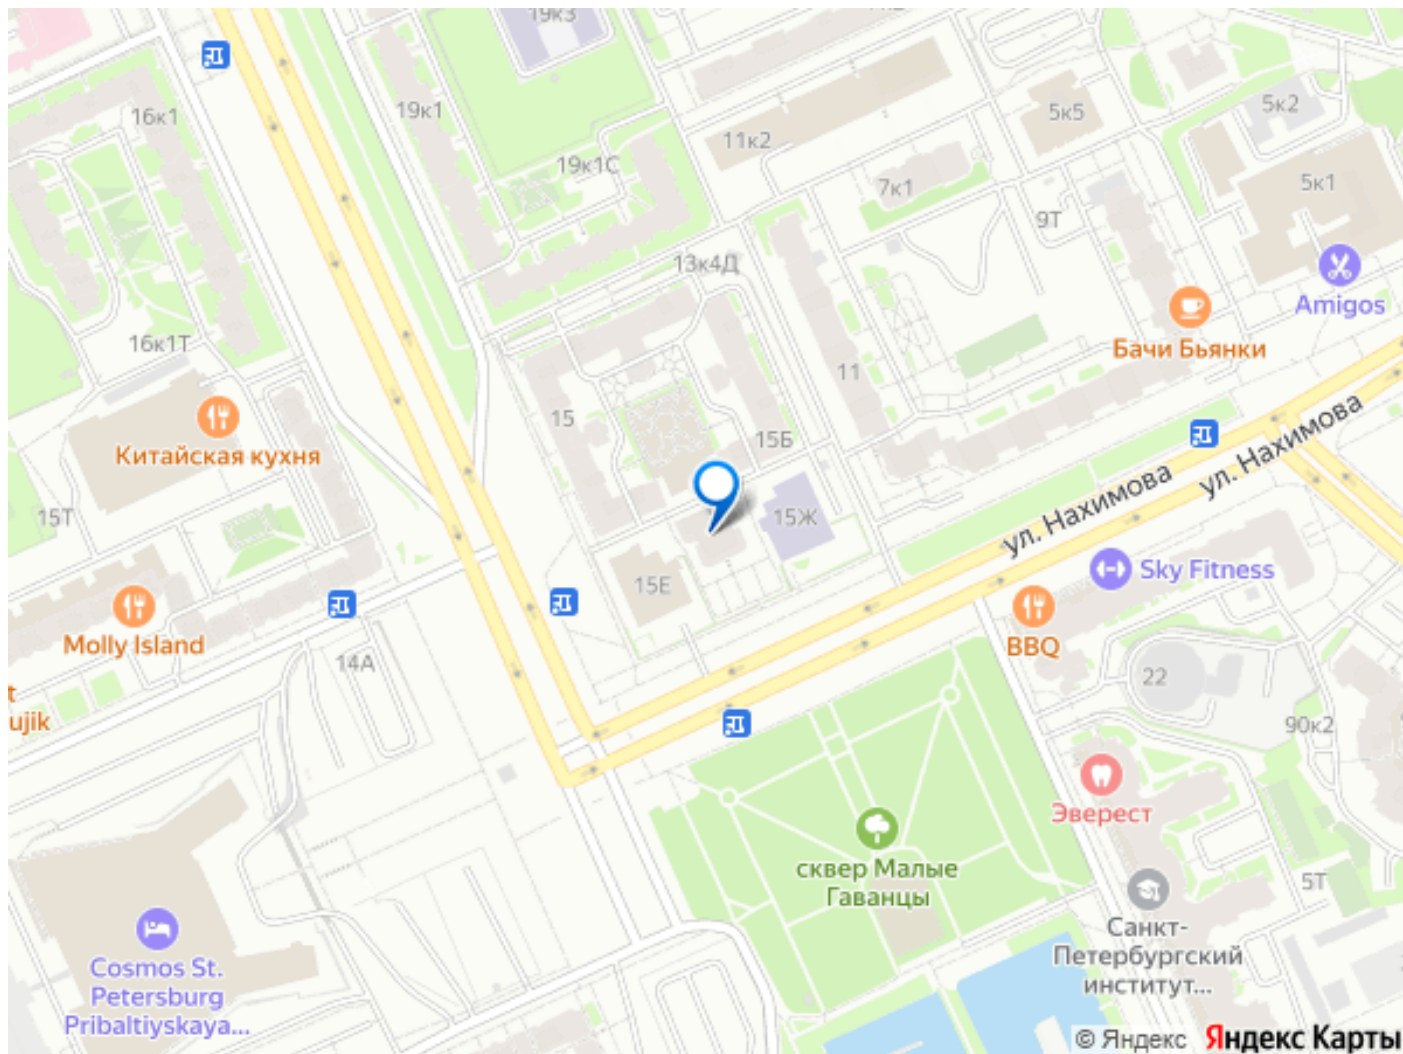 19к3
16к1
19к1
11к2
5к5
5к2
19к1С
7к1
5к1
9Т
13к4Д
Amigos
16к1Т
Бачи Бьянки
11
15
15Б
Китайская кухня
ул. Нахимова
ул. Нахимова
15Т
15Ж
15Е
Sky Fitness
Molly Island
BBQ
14А
22
t
ujik
90к2
Эверест
сквер Малые
Гаванцы
5Т
Санкт-
Петербургский
институт...
Cosmos St.
Petersburg
Pribaltiyskaya...
© Яндекс Яндекс Карты